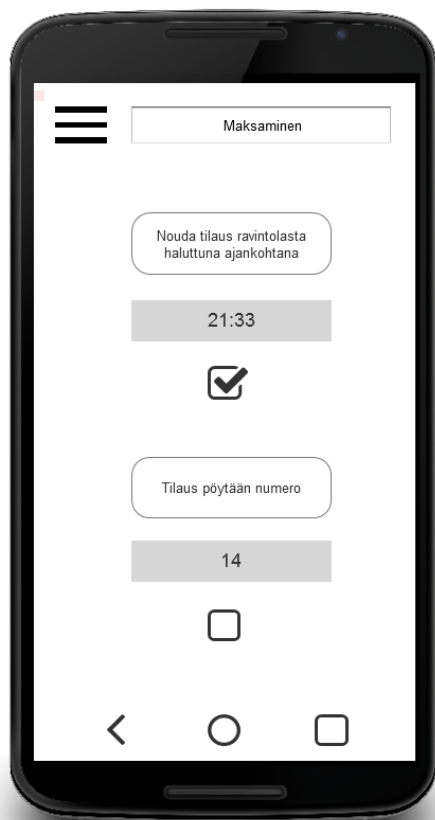 Maksaminen
Nouda tilaus ravintolasta
haluttuna ajankohtana
21:33
Tilaus pöytään numero
14